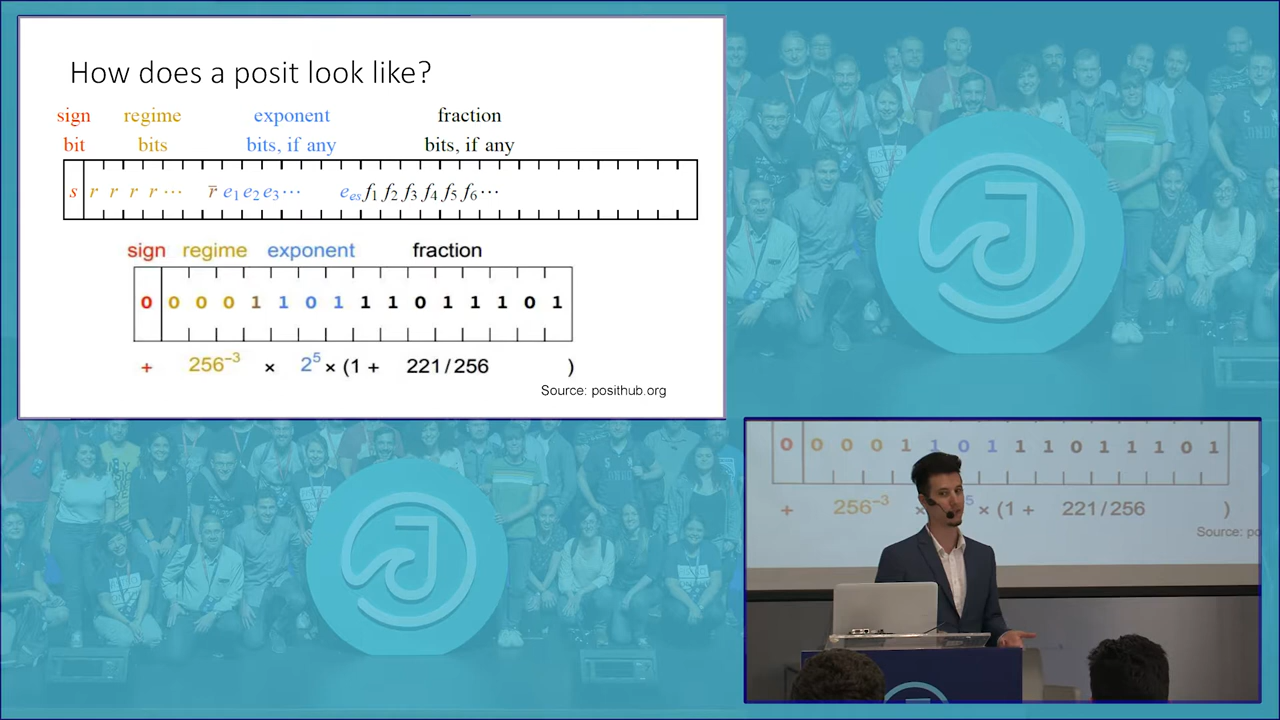 How does a posit look like?
sign regime exponent fraction
bit bits bits, if any bits, if any
s r r r r ⋯ r̄ e₁ e₂ e₃ ⋯ eₑₛ f₁ f₂ f₃ f₄ f₅ f₆ ⋯
sign regime exponent fraction
0 0 0 0 1 1 0 1 1 1 0 1 1 1 0 1
+ 256⁻³ × 2⁵ × (1 + 221/256 )
Source: posithub.org
0 0 0 0 1 1 0 1 1 1 0 1 1 1 0 1
+ 256⁻³ × ⁵ × (1 + 221/256 )
Source: po